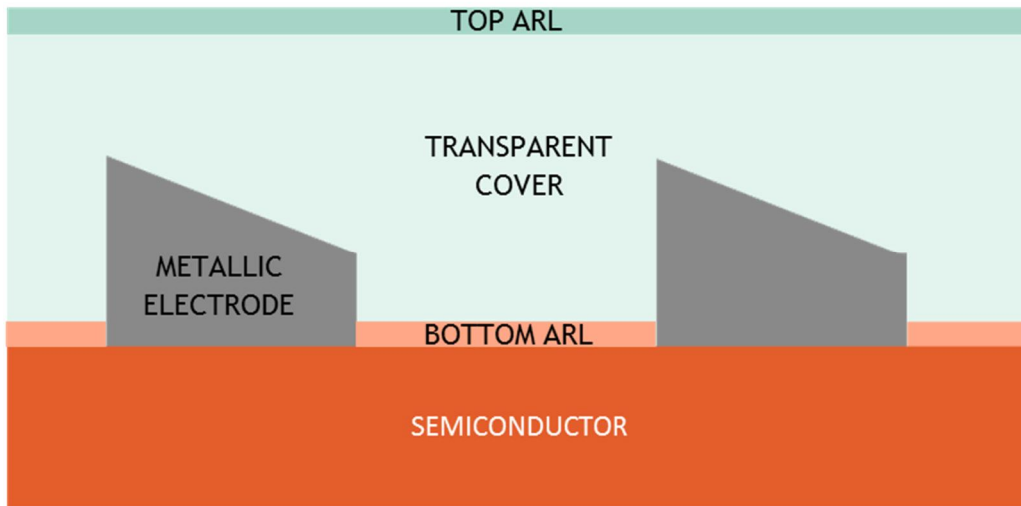 TOP ARL
TRANSPARENT
COVER
METALLIC
ELECTRODE
BOTTOM ARL
SEMICONDUCTOR